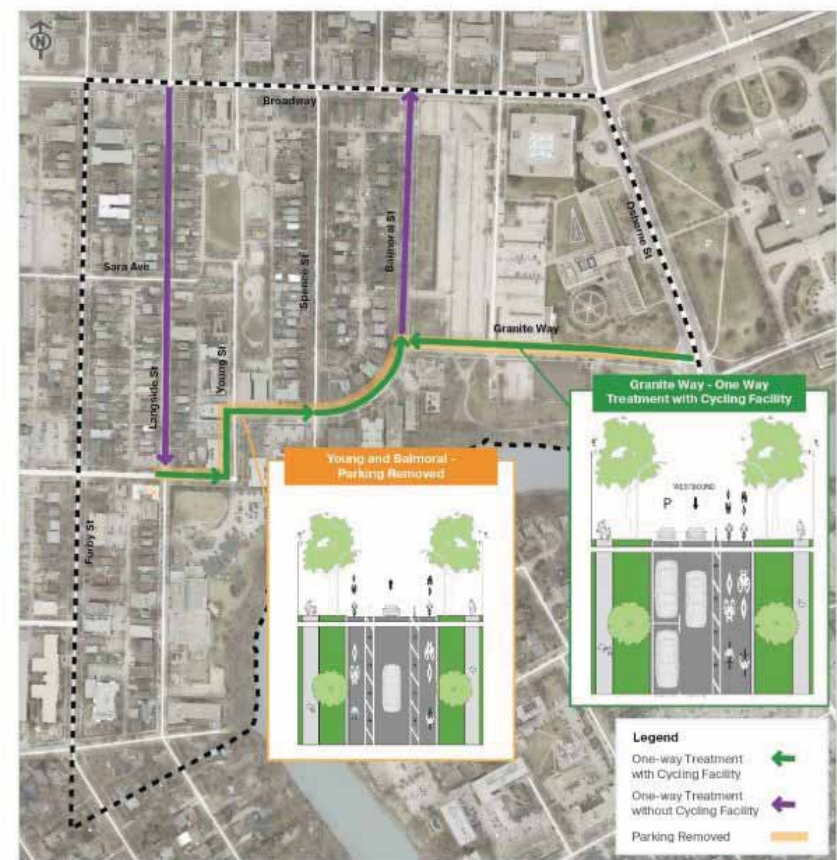 N
Broadway
Osborne St
Balmoral St
Spence St
Sara Ave
Granite Way
Young St
Langside St
Furby St
Granite Way - One Way
Treatment with Cycling Facility
WESTBOUND
P
Young and Balmoral -
Parking Removed
Legend
One-way Treatment
with Cycling Facility
One-way Treatment
without Cycling Facility
Parking Removed